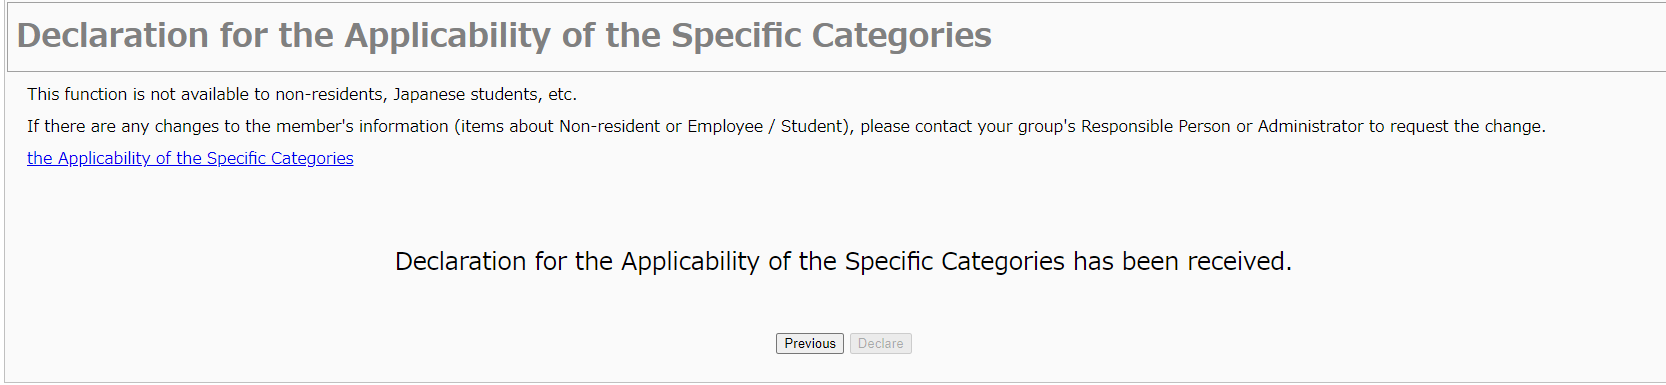 Declaration for the Applicability of the Specific Categories
This function is not available to non-residents, Japanese students, etc.
If there are any changes to the member's information (items about Non-resident or Employee / Student), please contact your group's Responsible Person or Administrator to request the change.
the Applicability of the Specific Categories
Declaration for the Applicability of the Specific Categories has been received.
Previous Declare